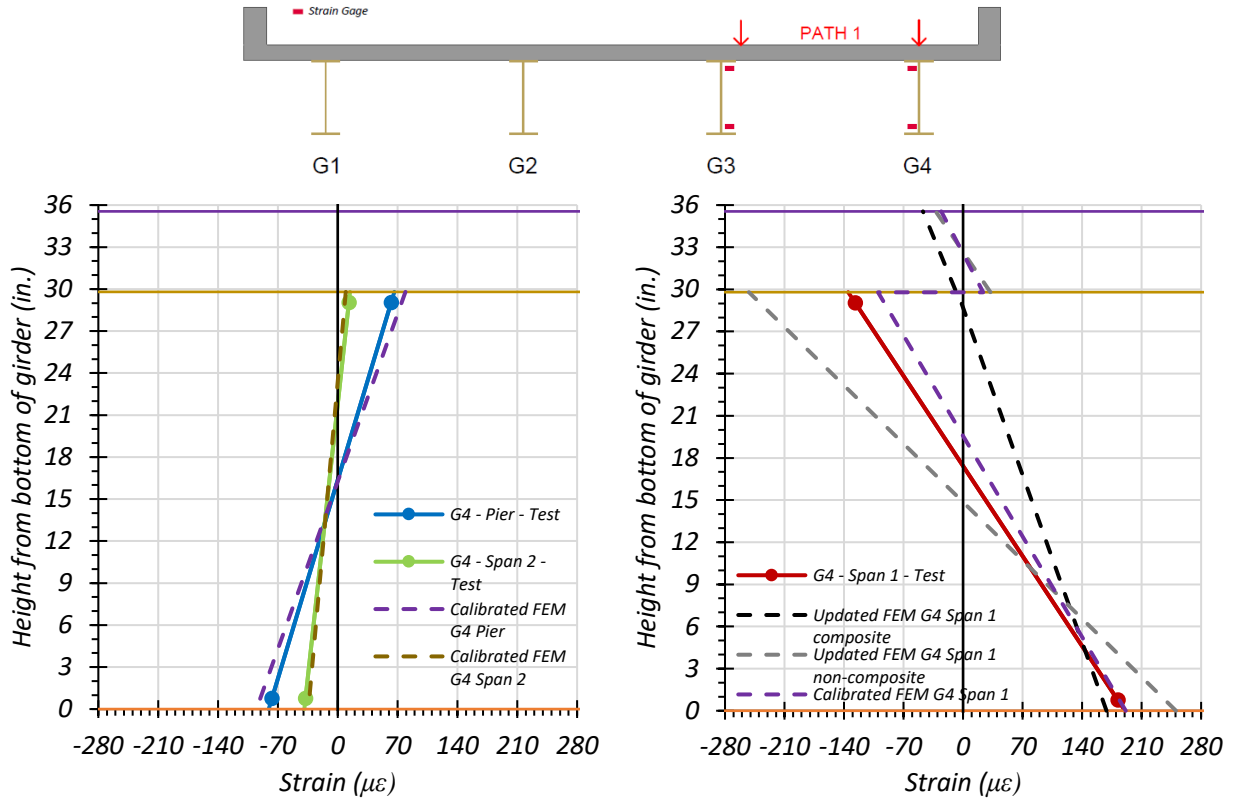 Strain Gage
PATH 1
G1
G2
G3
G4
Height from bottom of girder (in.)
36
33
30
27
24
21
18
15
12
9
6
3
0
-280
-210
-140
-70
0
70
140
210
280
Strain (με)
G4 - Pier - Test
G4 - Span 2 -
Test
Calibrated FEM
G4 Pier
Calibrated FEM
G4 Span 2
Height from bottom of girder (in.)
36
33
30
27
24
21
18
15
12
9
6
3
0
-280
-210
-140
-70
0
70
140
210
280
Strain (με)
G4 - Span 1 - Test
Updated FEM G4 Span 1
composite
Updated FEM G4 Span 1
non-composite
Calibrated FEM G4 Span 1